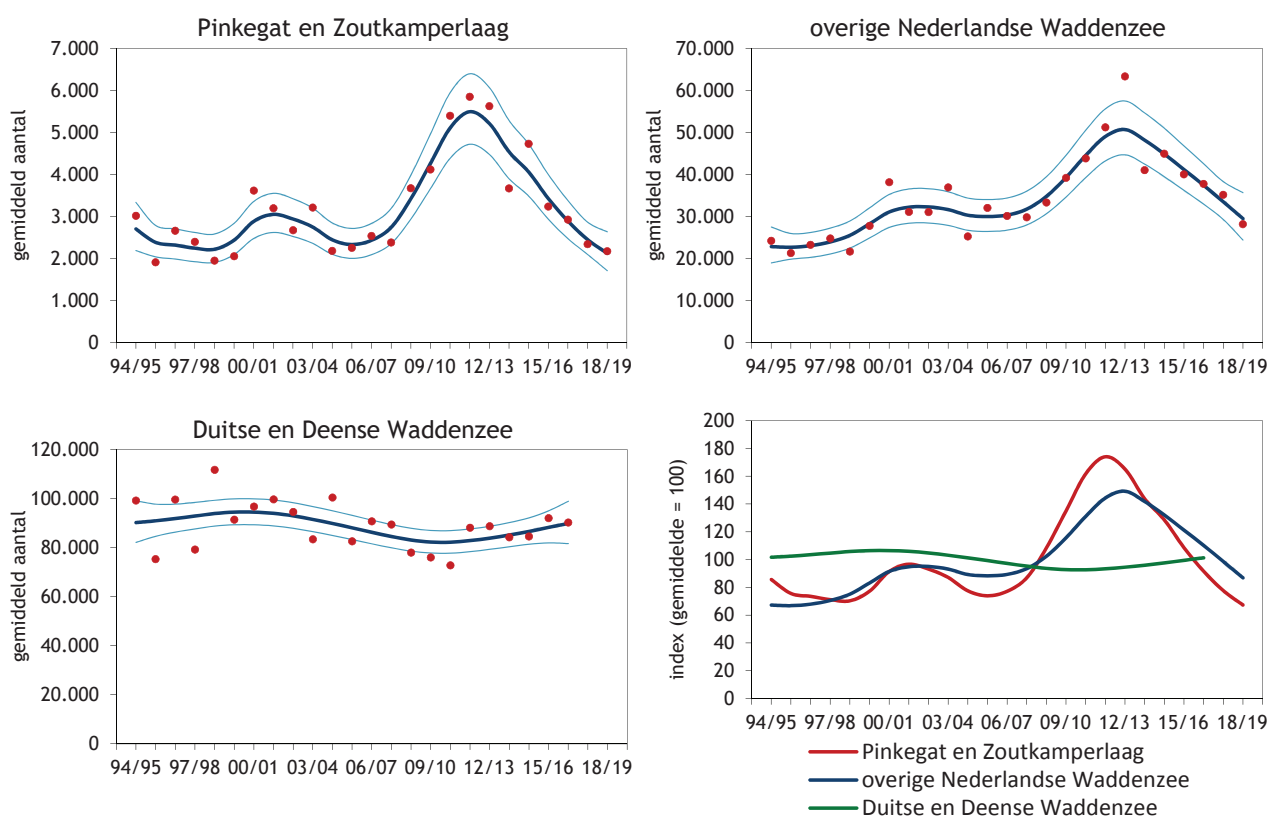 Pinkegat en Zoutkamperlaag
gemiddeld aantal
7.000
6.000
5.000
4.000
3.000
2.000
1.000
0
94/95 97/98 00/01 03/04 06/07 09/10 12/13 15/16 18/19
overige Nederlandse Waddenzee
gemiddeld aantal
70.000
60.000
50.000
40.000
30.000
20.000
10.000
0
94/95 97/98 00/01 03/04 06/07 09/10 12/13 15/16 18/19
Duitse en Deense Waddenzee
gemiddeld aantal
120.000
100.000
80.000
60.000
40.000
20.000
0
94/95 97/98 00/01 03/04 06/07 09/10 12/13 15/16 18/19
index (gemiddelde = 100)
200
180
160
140
120
100
80
60
40
20
0
94/95 97/98 00/01 03/04 06/07 09/10 12/13 15/16 18/19
Pinkegat en Zoutkamperlaag
overige Nederlandse Waddenzee
Duitse en Deense Waddenzee